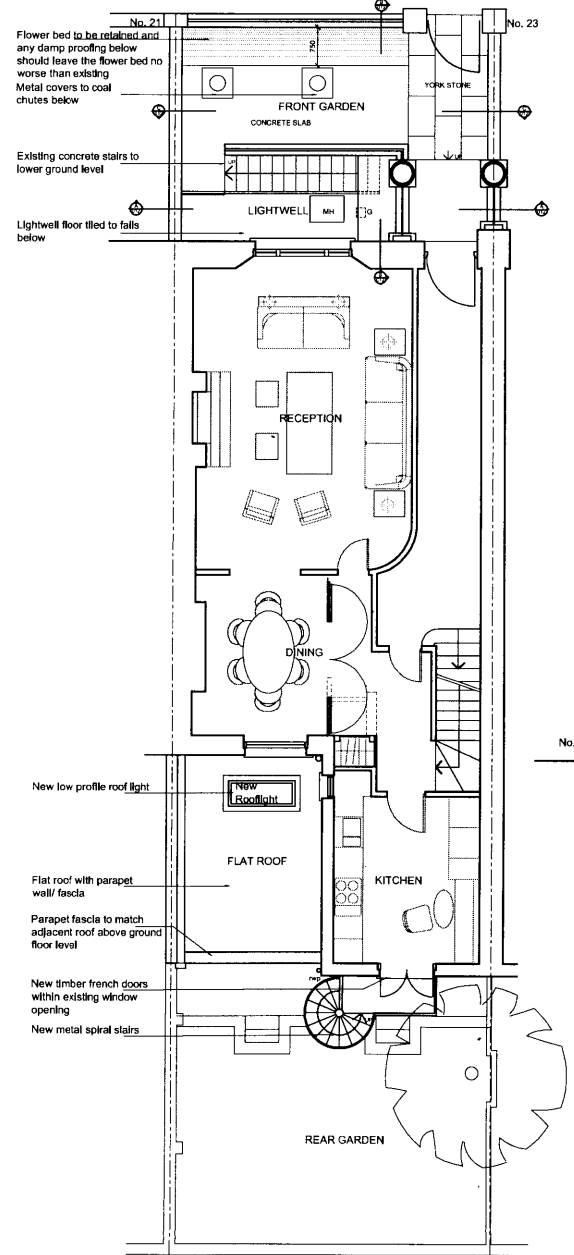 No. 21
No. 23
Flower bed to be retained and
any damp proofing below
should leave the flower bed no
worse than existing
750
Metal covers to coal
chutes below
YORK STONE
FRONT GARDEN
CONCRETE SLAB
UP
Existing concrete stairs to
lower ground level
UP
LIGHTWELL
MH
G
Lightwell floor tiled to falls
below
RECEPTION
DINING
No.
New low profile roof light
New
Rooflight
FLAT ROOF
Flat roof with parapet
wall/ fascia
KITCHEN
Parapet fascia to match
adjacent roof above ground
floor level
New timber french doors
within existing window
opening
rwp
New metal spiral stairs
REAR GARDEN